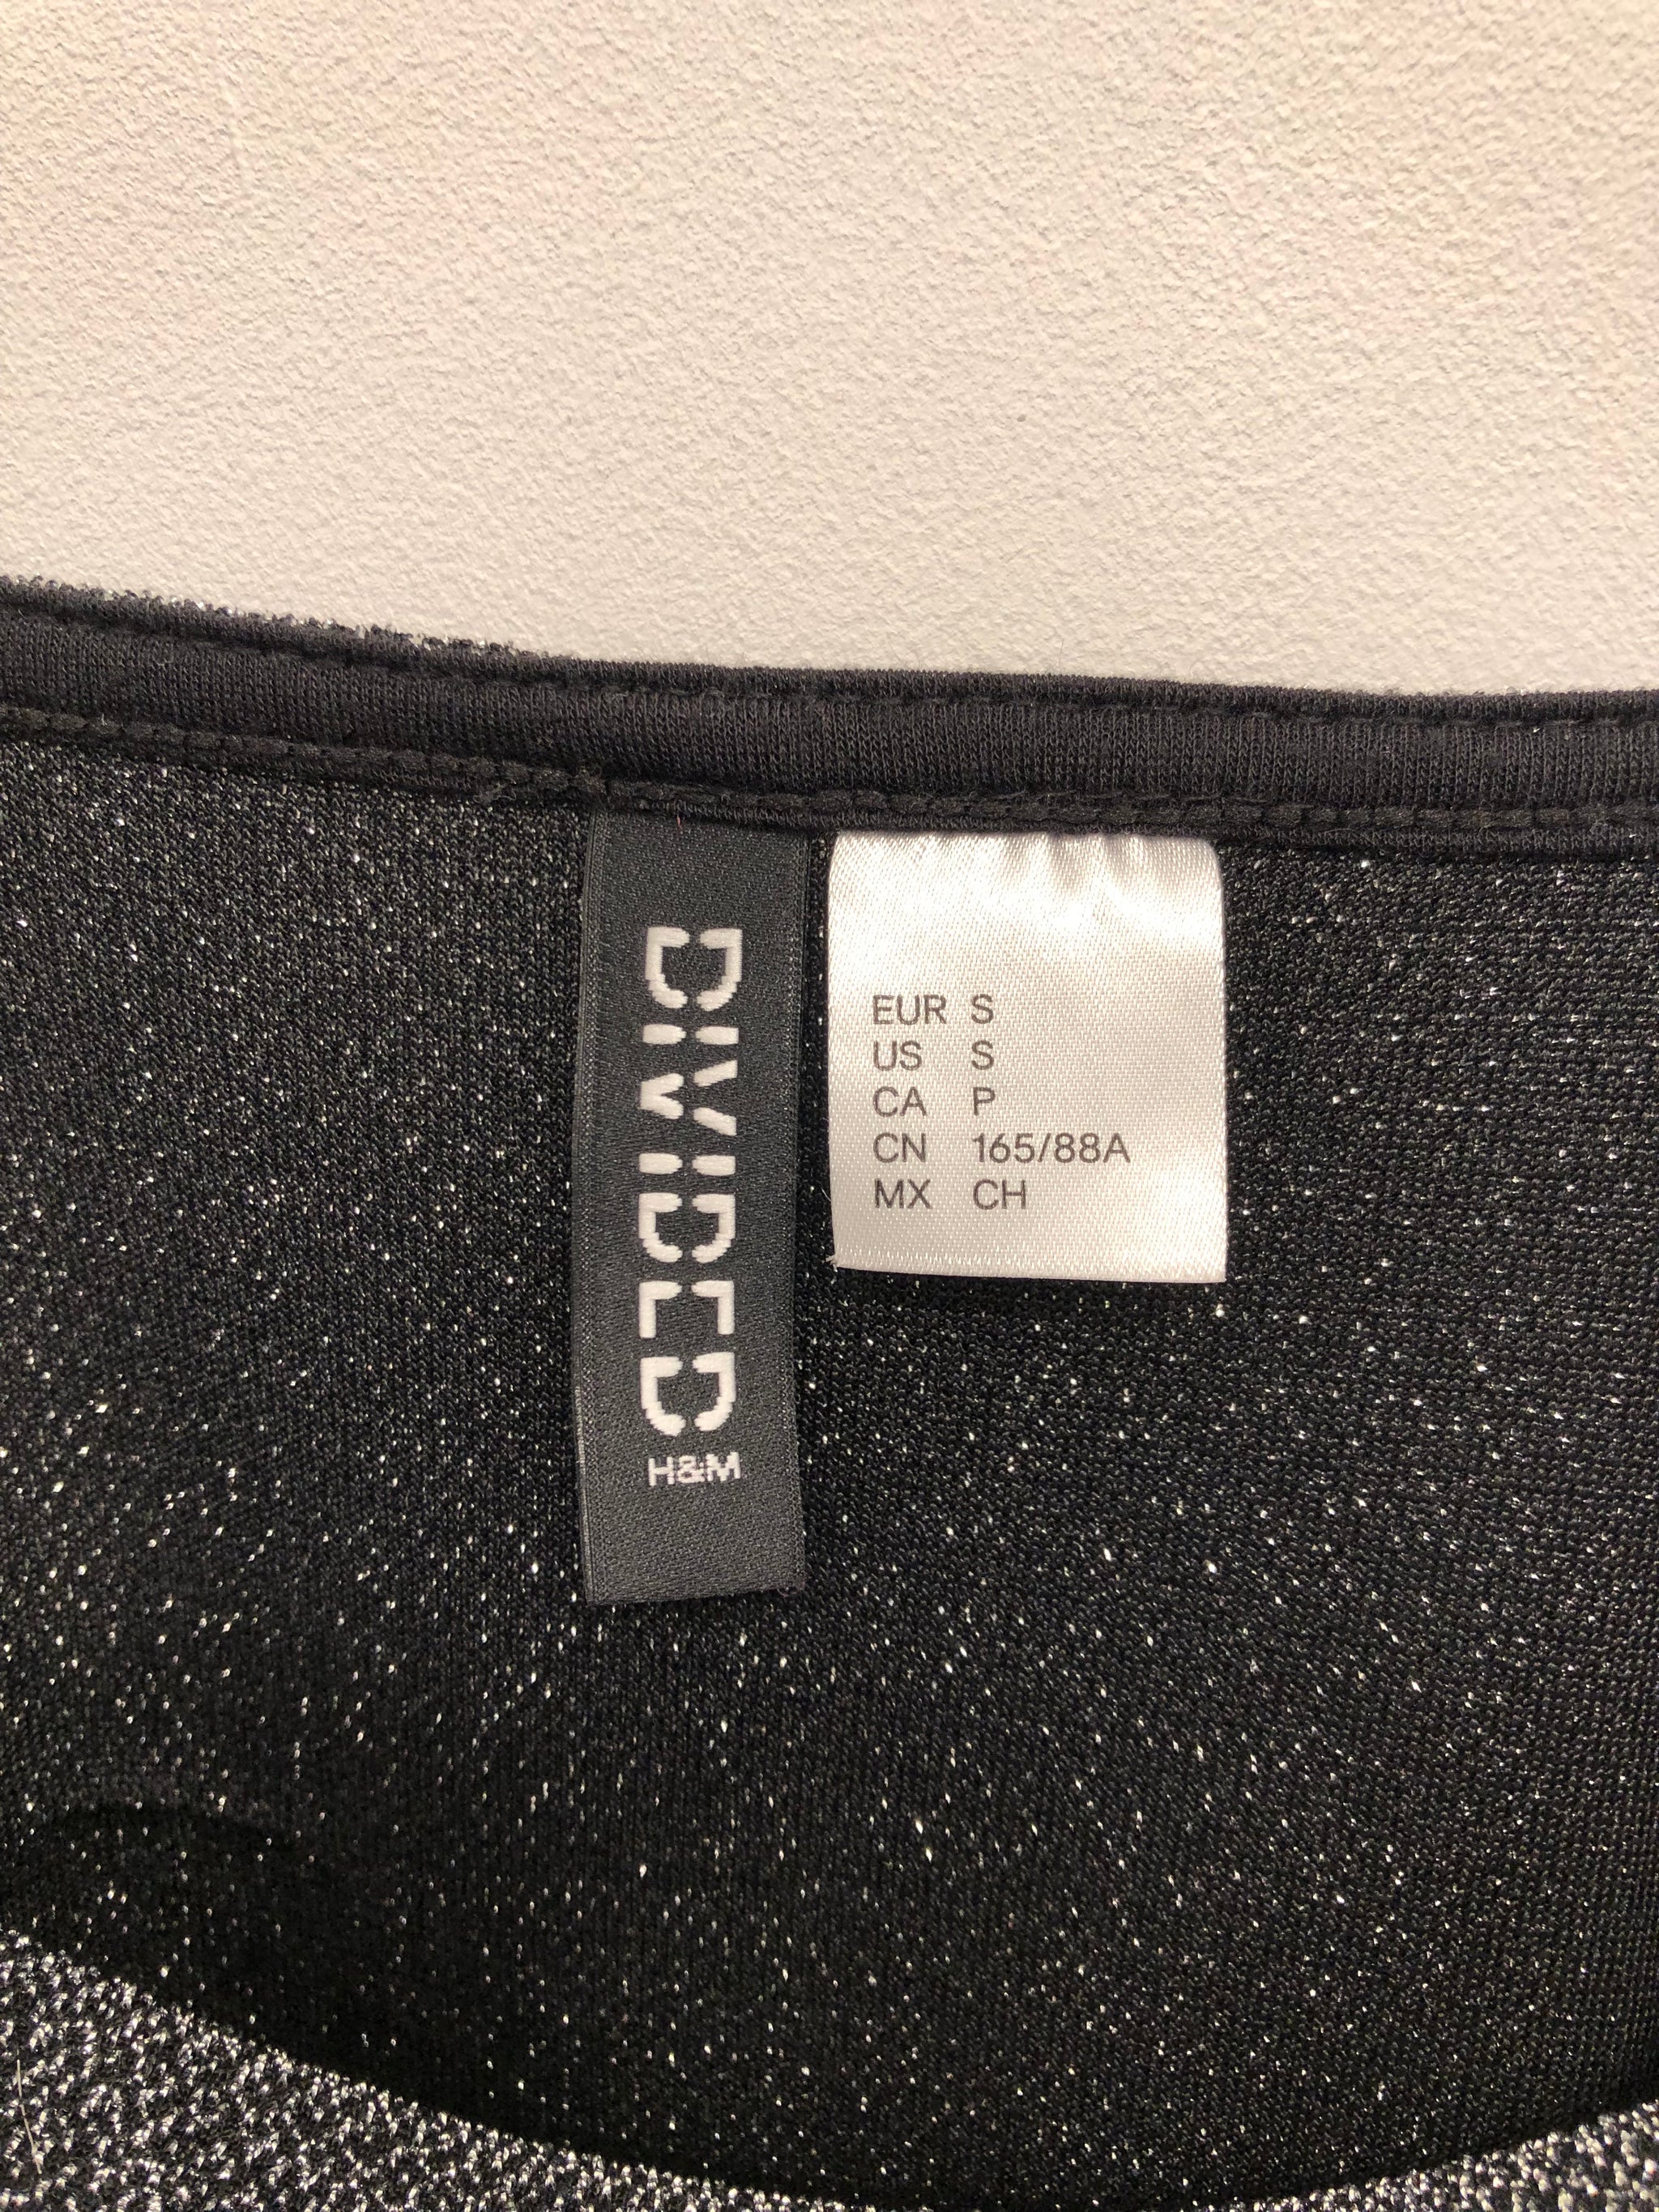 DIVIDED
H&M
EUR S
US S
CA P
CN 165/88A
MX CH